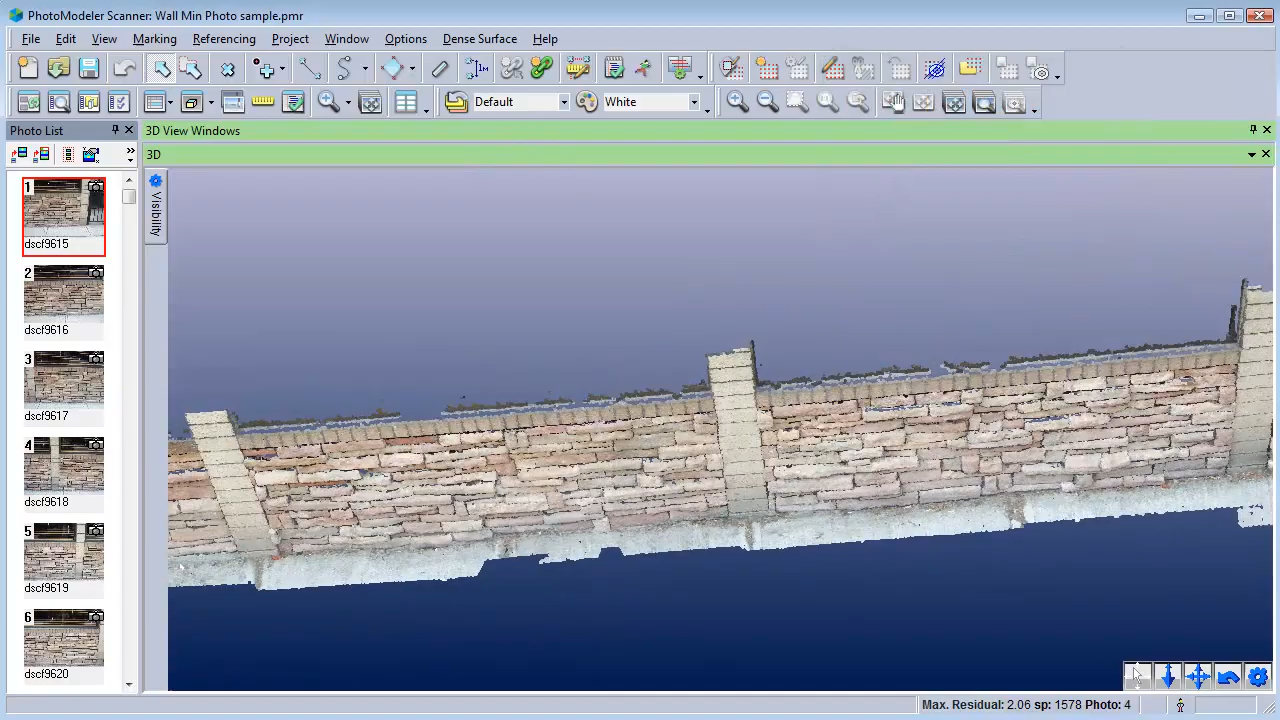 PhotoModeler Scanner: Wall Min Photo sample.pmr
File Edit View Marking Referencing Project Window Options Dense Surface Help
Default White
Photo List
3D View Windows
3D
Visibility
1
dscf9615
2
dscf9616
3
dscf9617
4
dscf9618
5
dscf9619
6
dscf9620
Max. Residual: 2.06 sp: 1578 Photo: 4